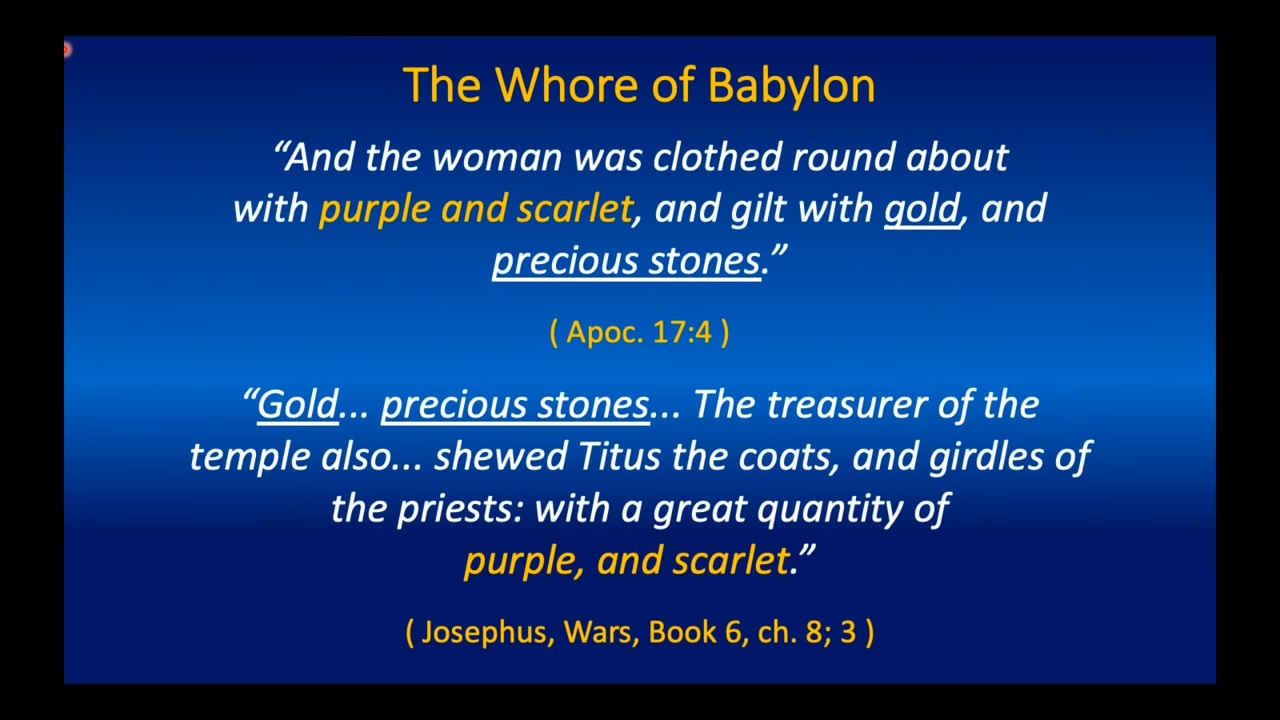 The Whore of Babylon
“And the woman was clothed round about
with purple and scarlet, and gilt with gold, and
precious stones.”
( Apoc. 17:4 )
“Gold... precious stones... The treasurer of the
temple also... shewed Titus the coats, and girdles of
the priests: with a great quantity of
purple, and scarlet.”
( Josephus, Wars, Book 6, ch. 8; 3 )